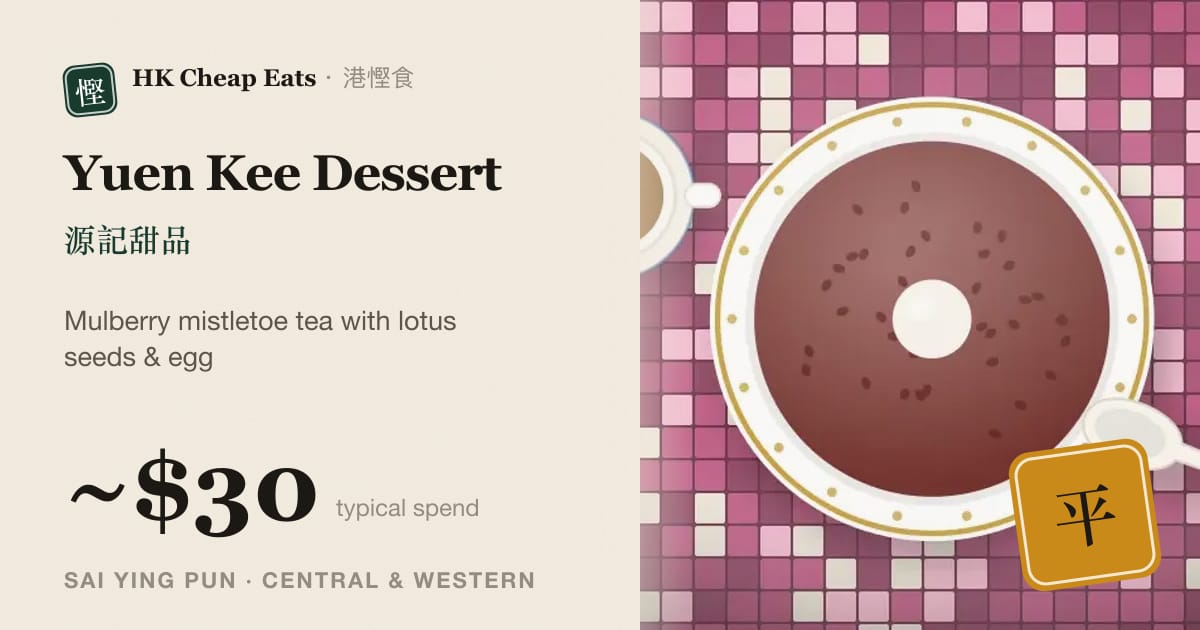 慳
HK Cheap Eats · 港慳食
Yuen Kee Dessert
源記甜品
Mulberry mistletoe tea with lotus
seeds & egg
~$30 typical spend
SAI YING PUN · CENTRAL & WESTERN
平